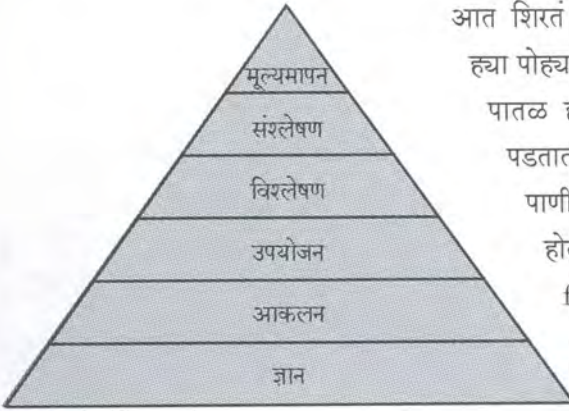 आत शिरतं
ह्या पोह्य
पातळ ह
पडतात
पाणी
होत
मूल्यमापन
संश्लेषण
विश्लेषण
उपयोजन
आकलन
ज्ञान